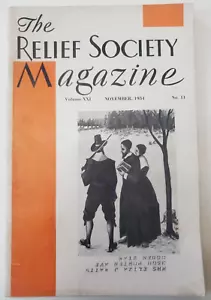 The
RELIEF SOCIETY
Magazine
Volume XXI NOVEMBER, 1934 No. 11